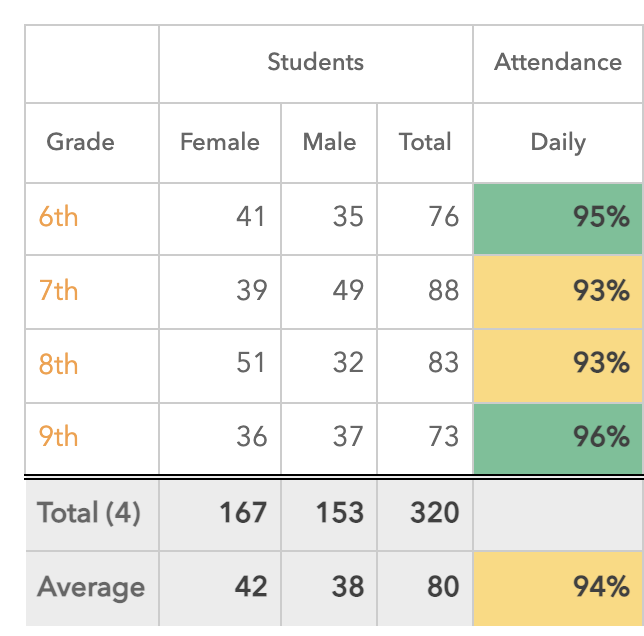 Students Attendance
Grade Female Male Total Daily
6th 41 35 76 95%
7th 39 49 88 93%
8th 51 32 83 93%
9th 36 37 73 96%
Total (4) 167 153 320
Average 42 38 80 94%